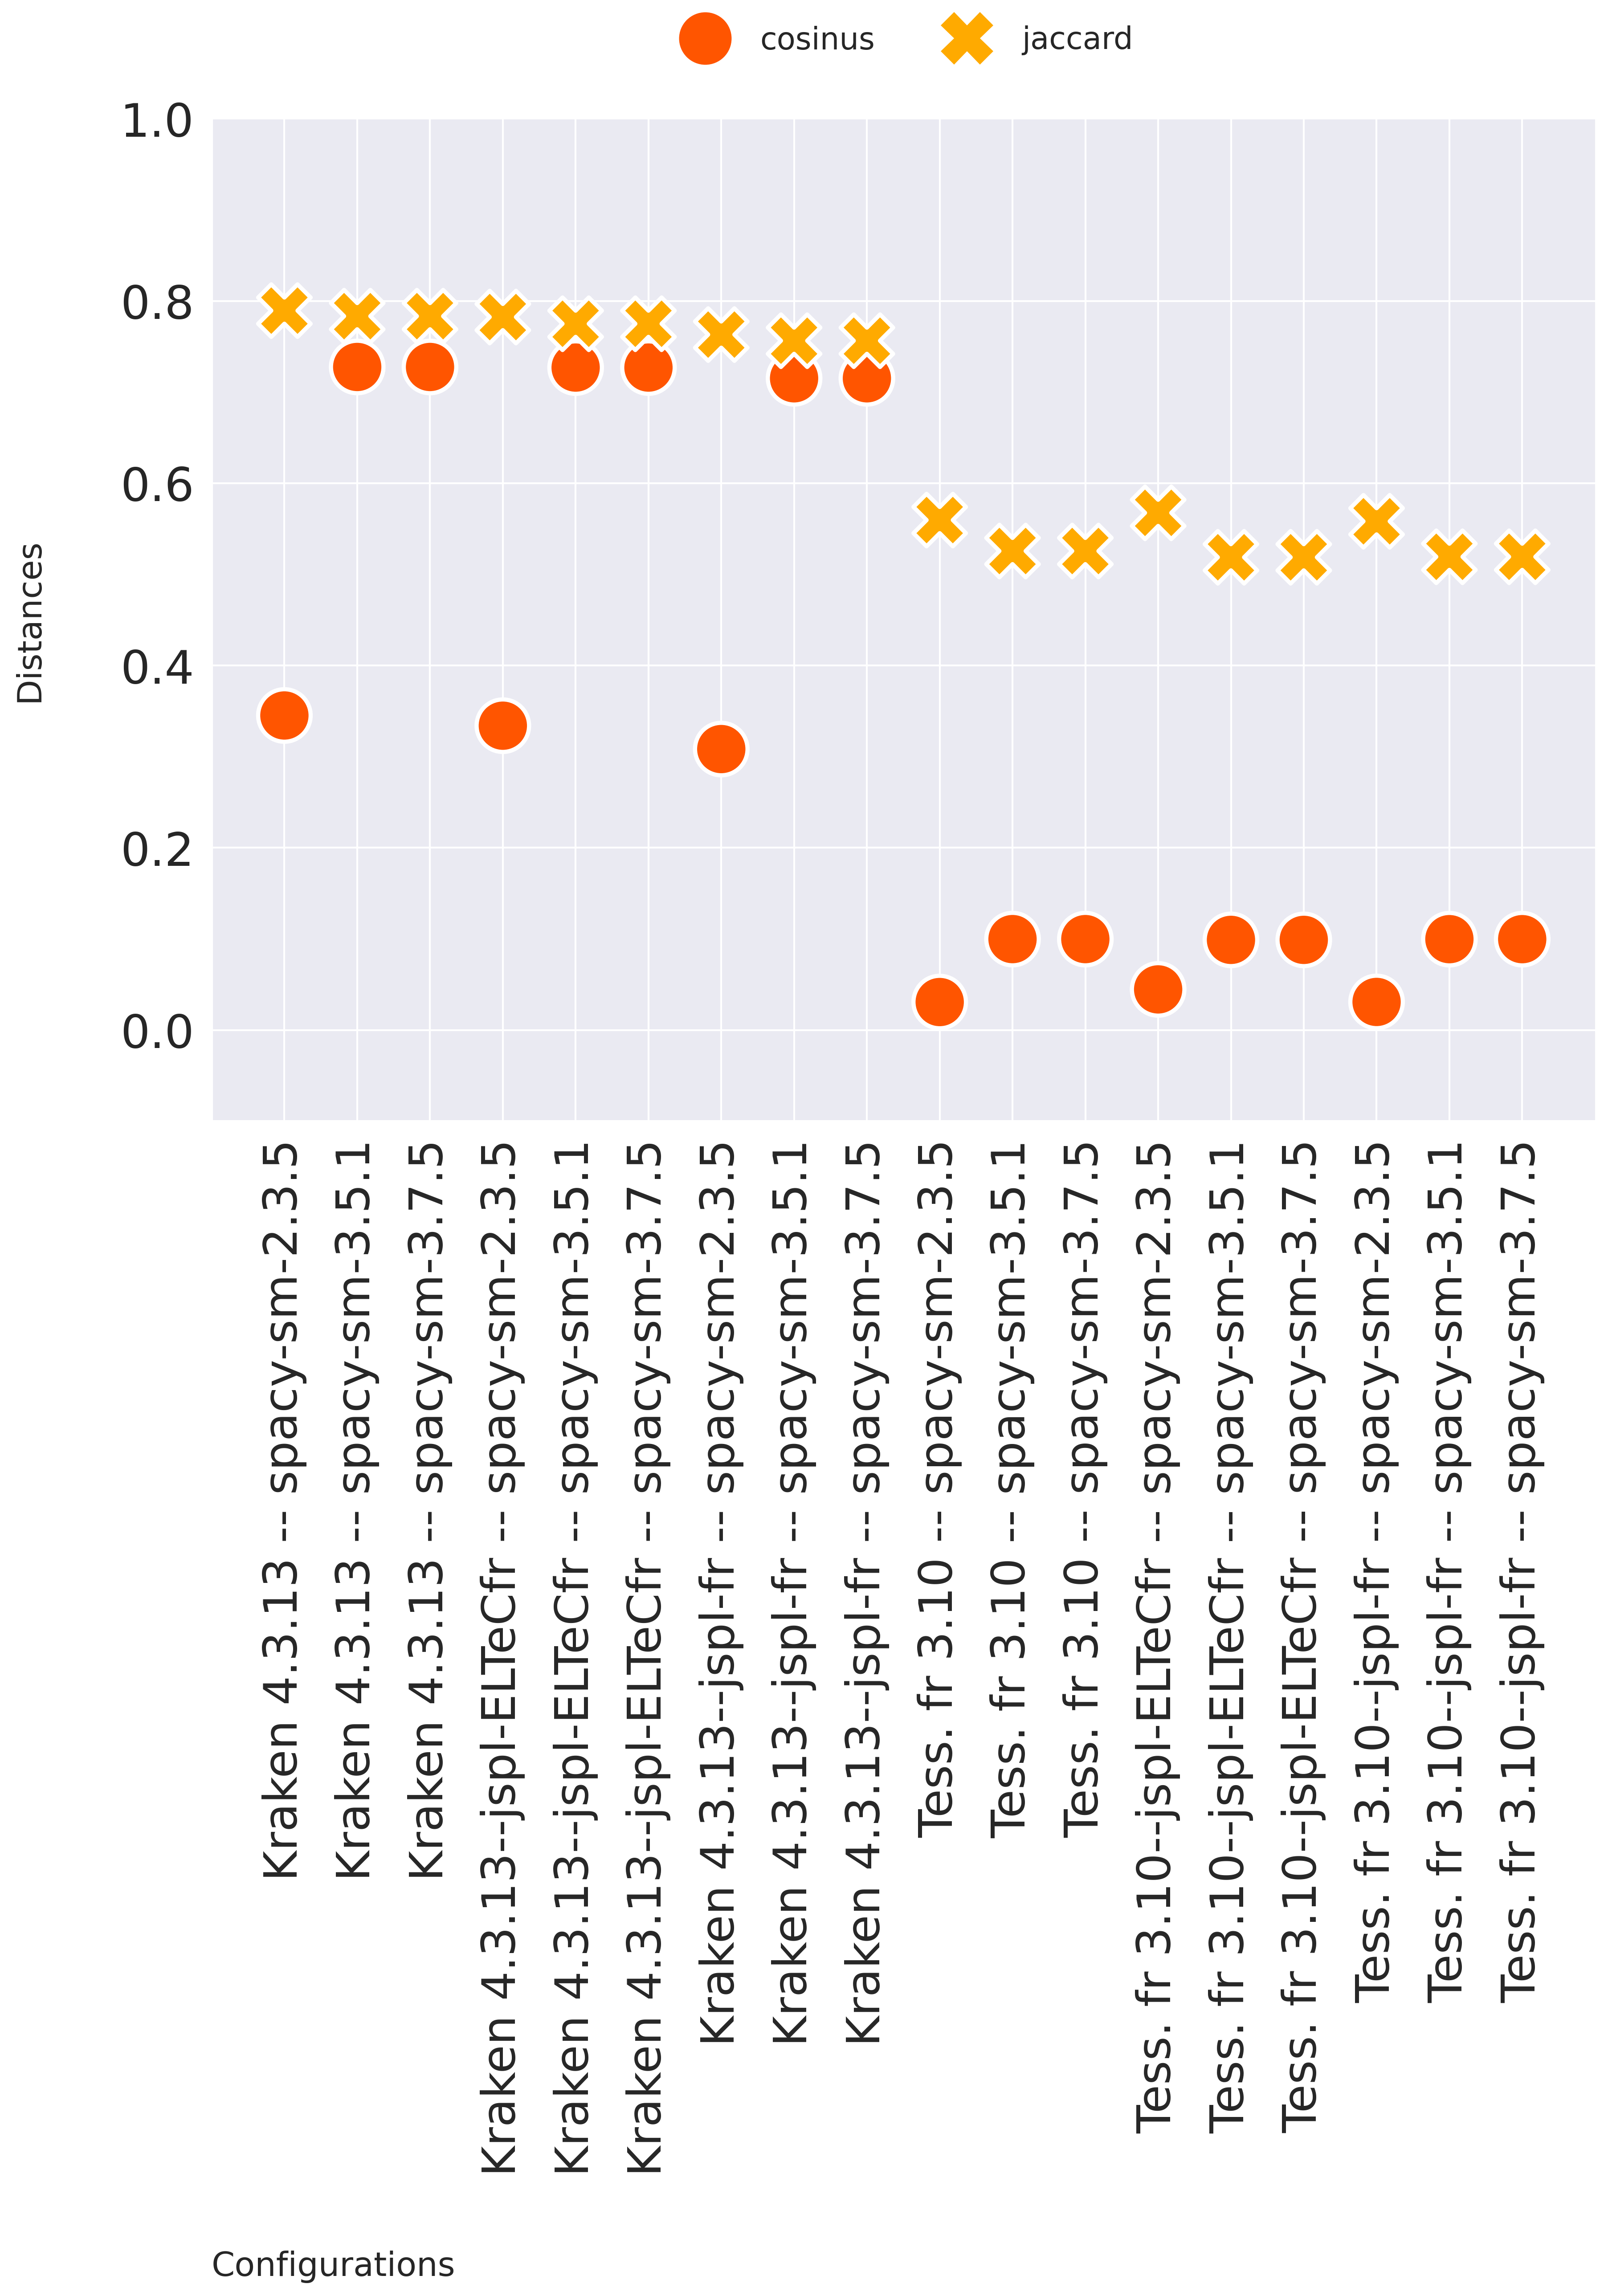 cosinus jaccard
1.0
0.8
0.6
0.4
0.2
0.0
Distances
Kraken 4.3.13 -- spacy-sm-2.3.5
Kraken 4.3.13 -- spacy-sm-3.5.1
Kraken 4.3.13 -- spacy-sm-3.7.5
Kraken 4.3.13--jspl-ELTeCfr -- spacy-sm-2.3.5
Kraken 4.3.13--jspl-ELTeCfr -- spacy-sm-3.5.1
Kraken 4.3.13--jspl-ELTeCfr -- spacy-sm-3.7.5
Kraken 4.3.13--jspl-fr -- spacy-sm-2.3.5
Kraken 4.3.13--jspl-fr -- spacy-sm-3.5.1
Kraken 4.3.13--jspl-fr -- spacy-sm-3.7.5
Tess. fr 3.10 -- spacy-sm-2.3.5
Tess. fr 3.10 -- spacy-sm-3.5.1
Tess. fr 3.10 -- spacy-sm-3.7.5
Tess. fr 3.10--jspl-ELTeCfr -- spacy-sm-2.3.5
Tess. fr 3.10--jspl-ELTeCfr -- spacy-sm-3.5.1
Tess. fr 3.10--jspl-ELTeCfr -- spacy-sm-3.7.5
Tess. fr 3.10--jspl-fr -- spacy-sm-2.3.5
Tess. fr 3.10--jspl-fr -- spacy-sm-3.5.1
Tess. fr 3.10--jspl-fr -- spacy-sm-3.7.5
Configurations